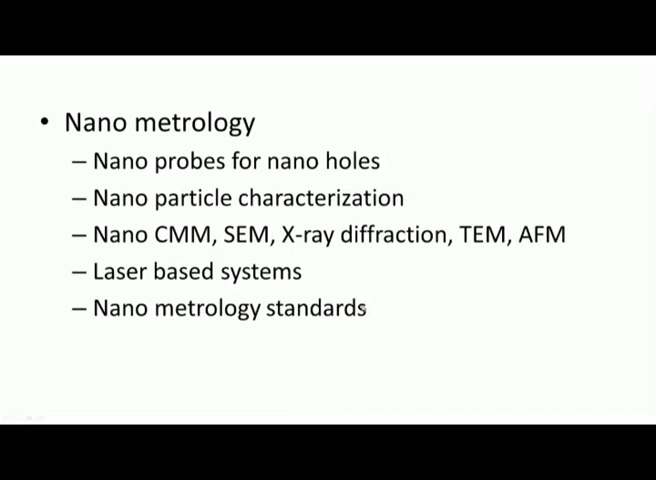 • Nano metrology
– Nano probes for nano holes
– Nano particle characterization
– Nano CMM, SEM, X-ray diffraction, TEM, AFM
– Laser based systems
– Nano metrology standards